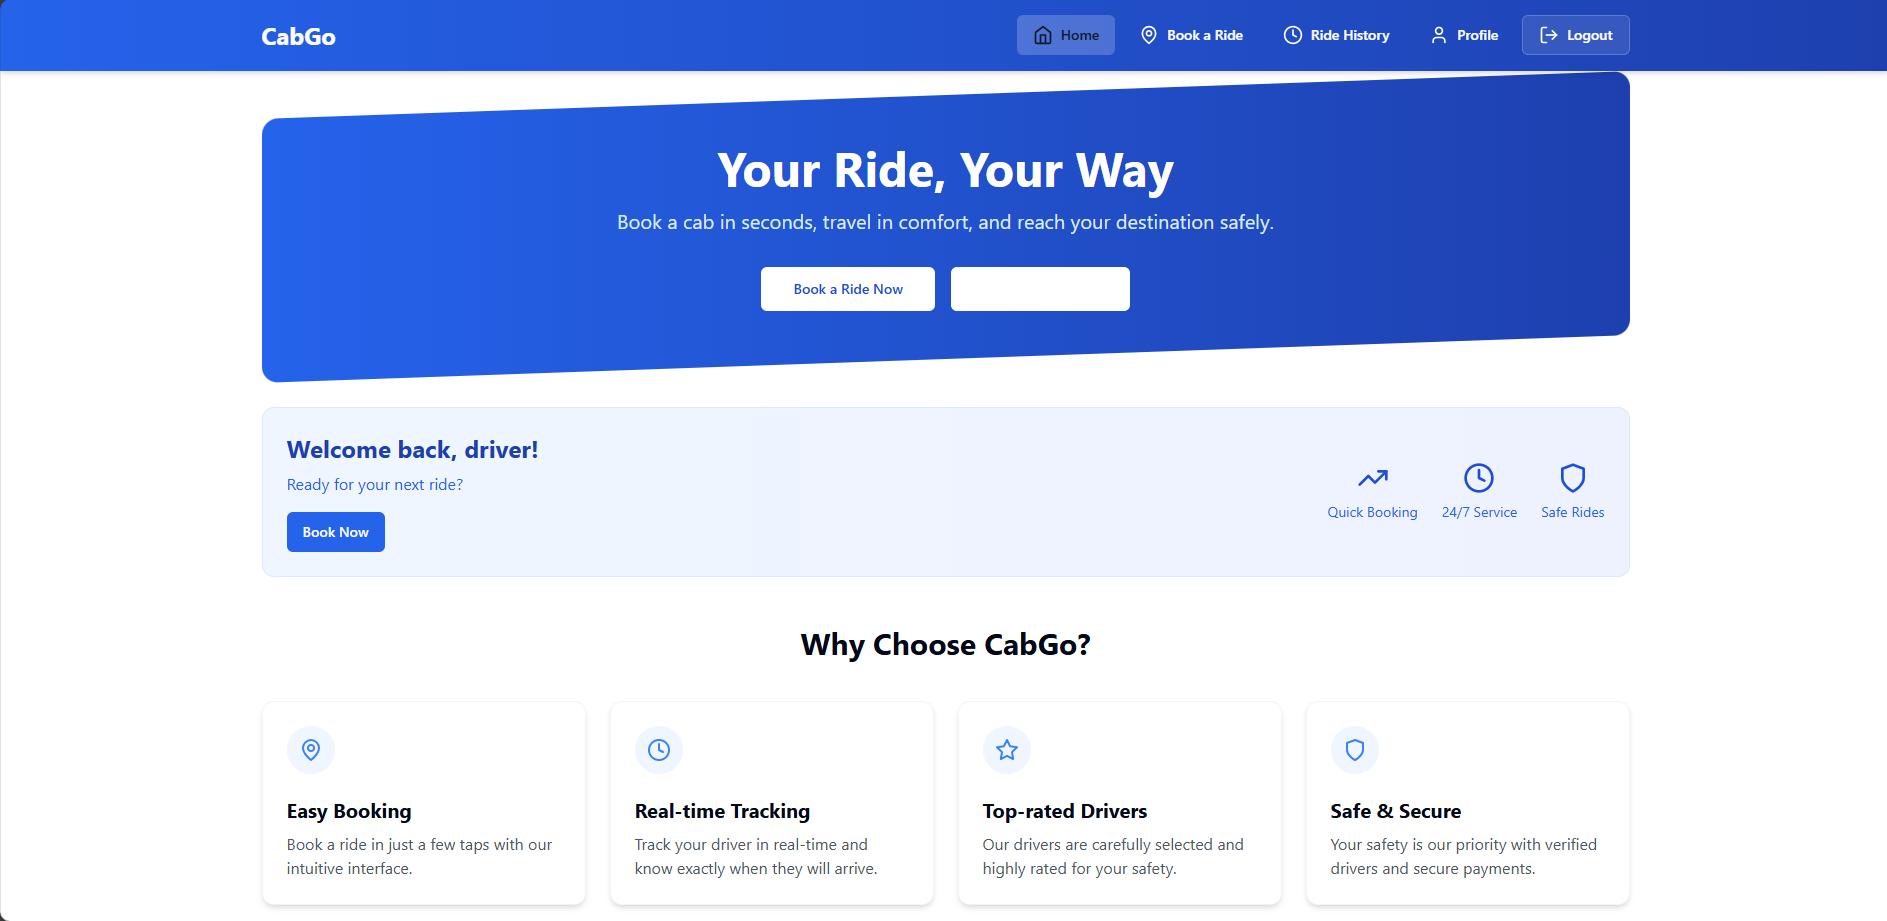 CabGo
Home
Book a Ride
Ride History
Profile
Logout
Your Ride, Your Way
Book a cab in seconds, travel in comfort, and reach your destination safely.
Book a Ride Now
Welcome back, driver!
Ready for your next ride?
Book Now
Quick Booking
24/7 Service
Safe Rides
Why Choose CabGo?
Easy Booking
Book a ride in just a few taps with our
intuitive interface.
Real-time Tracking
Track your driver in real-time and
know exactly when they will arrive.
Top-rated Drivers
Our drivers are carefully selected and
highly rated for your safety.
Safe & Secure
Your safety is our priority with verified
drivers and secure payments.